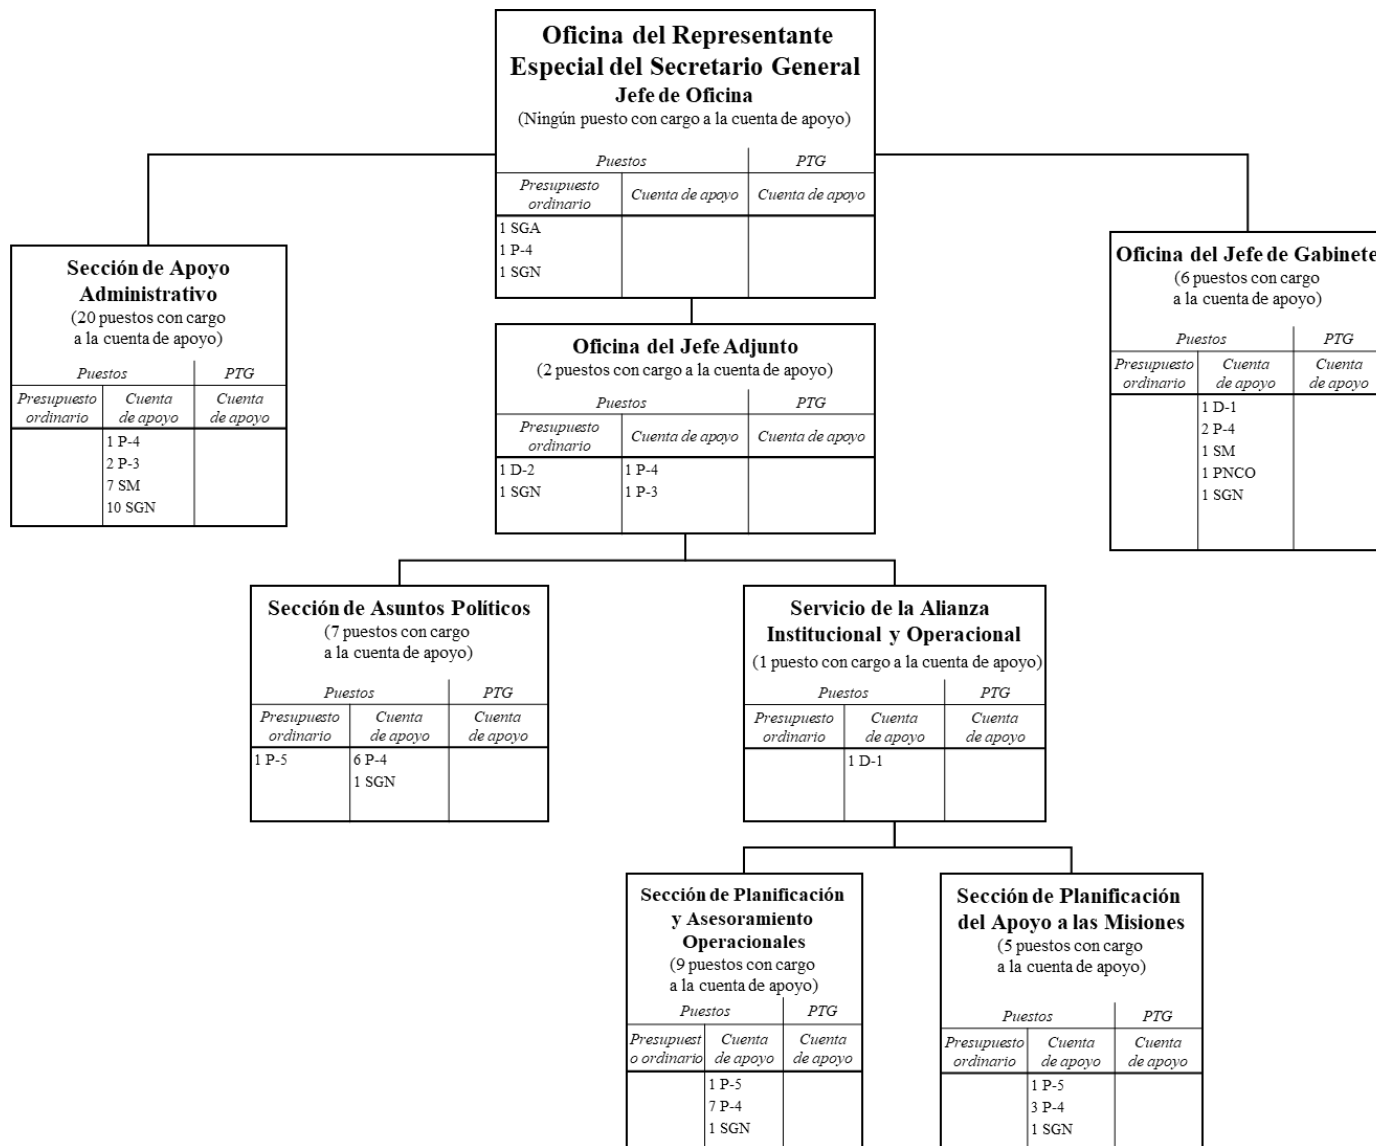 Oficina del Representante
Especial del Secretario General
Jefe de Oficina
(Ningún puesto con cargo a la cuenta de apoyo)
Puestos PTG
Presupuesto
ordinario
Cuenta de apoyo
Cuenta de apoyo
1 SGA
1 P-4
1 SGN
Sección de Apoyo
Administrativo
(20 puestos con cargo
a la cuenta de apoyo)
Puestos PTG
Presupuesto
ordinario
Cuenta
de apoyo
Cuenta
de apoyo
1 P-4
2 P-3
7 SM
10 SGN
Oficina del Jefe Adjunto
(2 puestos con cargo a la cuenta de apoyo)
Puestos PTG
Presupuesto
ordinario
Cuenta de apoyo
Cuenta de apoyo
1 D-2
1 SGN
1 P-4
1 P-3
Oficina del Jefe de Gabinete
(6 puestos con cargo
a la cuenta de apoyo)
Puestos PTG
Presupuesto
ordinario
Cuenta
de apoyo
Cuenta
de apoyo
1 D-1
2 P-4
1 SM
1 PNCO
1 SGN
Sección de Asuntos Políticos
(7 puestos con cargo
a la cuenta de apoyo)
Puestos PTG
Presupuesto
ordinario
Cuenta
de apoyo
Cuenta
de apoyo
1 P-5
6 P-4
1 SGN
Servicio de la Alianza
Institucional y Operacional
(1 puesto con cargo a la cuenta de apoyo)
Puestos PTG
Presupuesto
ordinario
Cuenta
de apoyo
Cuenta
de apoyo
1 D-1
Sección de Planificación
y Asesoramiento
Operacionales
(9 puestos con cargo
a la cuenta de apoyo)
Puestos PTG
Presupuest
o ordinario
Cuenta
de apoyo
Cuenta
de apoyo
1 P-5
7 P-4
1 SGN
Sección de Planificación
del Apoyo a las Misiones
(5 puestos con cargo
a la cuenta de apoyo)
Puestos PTG
Presupuesto
ordinario
Cuenta
de apoyo
Cuenta
de apoyo
1 P-5
3 P-4
1 SGN